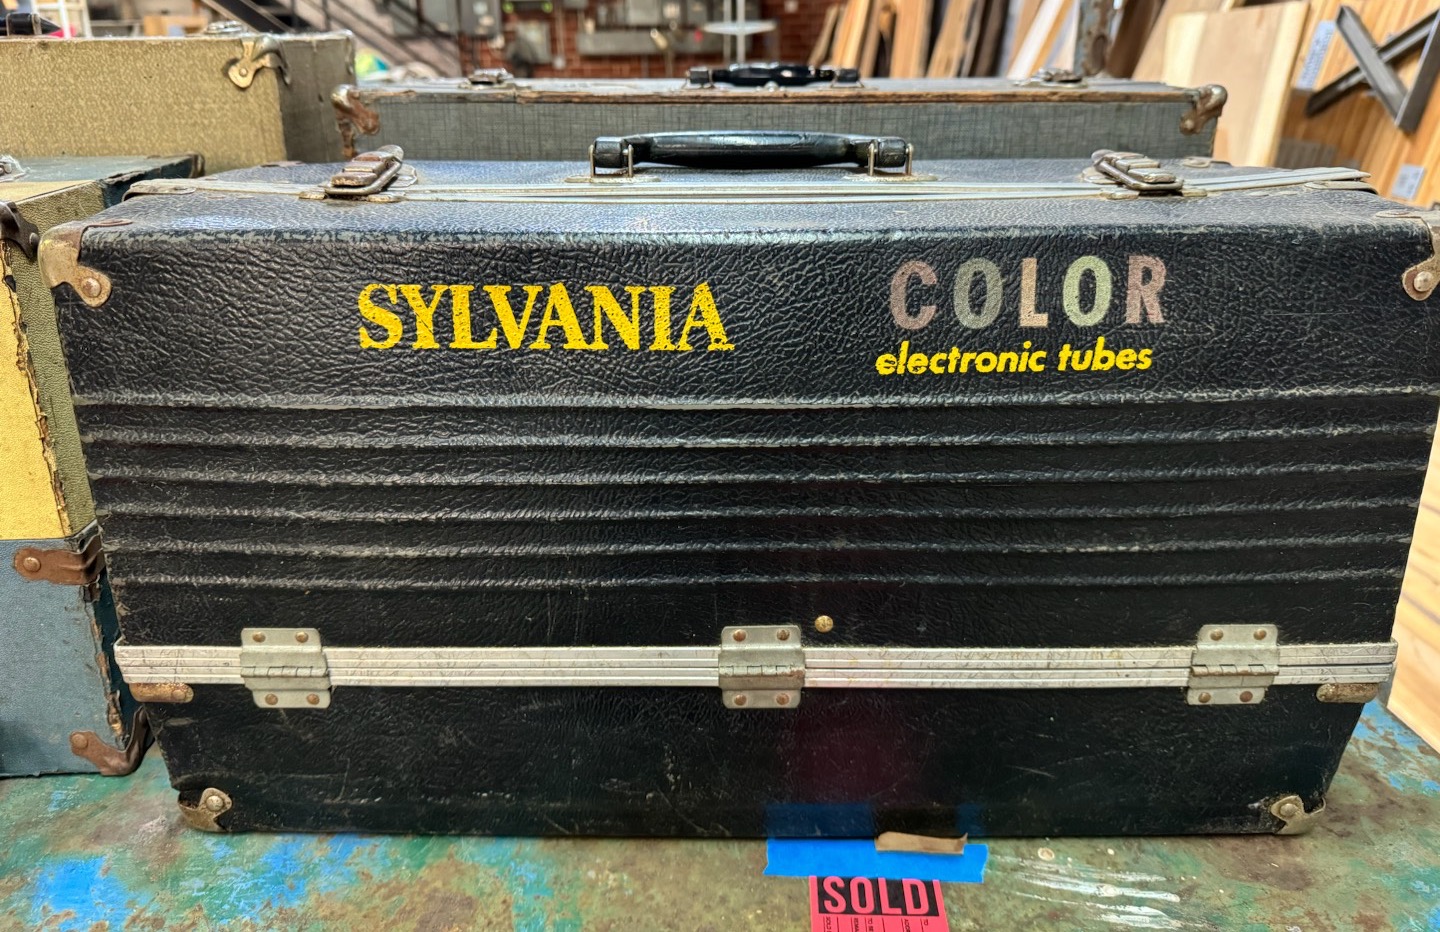 SYLVANIA
COLOR
electronic tubes
SOLD